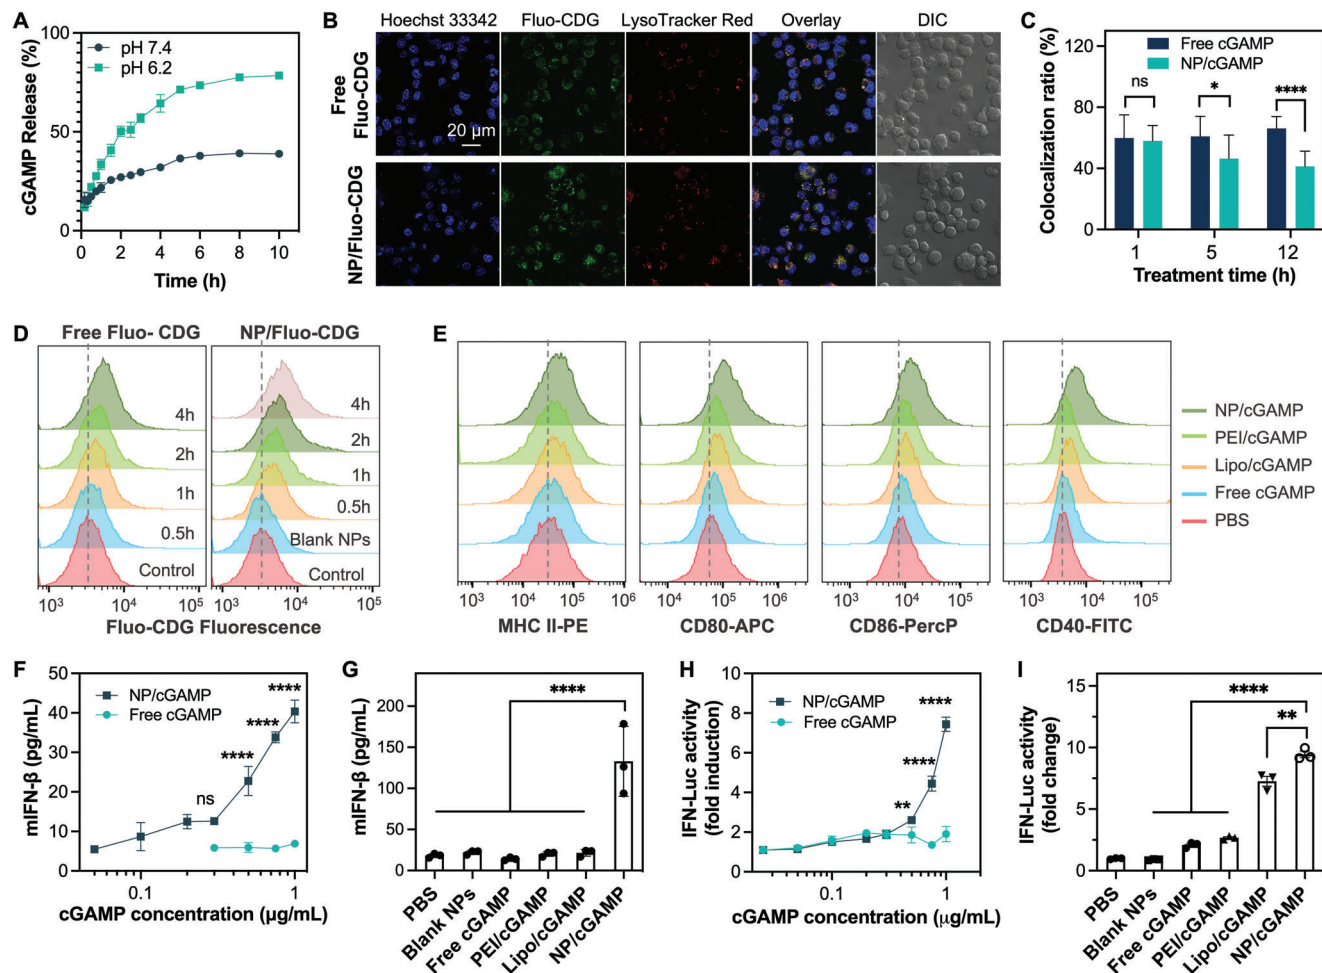 A
cGAMP Release (%)
100
50
0
pH 7.4
pH 6.2
0 2 4 6 8 10
Time (h)
B
Hoechst 33342 Fluo-CDG LysoTracker Red Overlay DIC
Free
Fluo-CDG
20 µm
NP/Fluo-CDG
C
Colocalization ratio (%)
120
80
40
0
Free cGAMP
NP/cGAMP
ns * ****
1 5 12
Treatment time (h)
D
Free Fluo- CDG NP/Fluo-CDG
4h
2h
1h
0.5h
Control
4h
2h
1h
0.5h
Blank NPs
Control
10³ 10⁴ 10⁵ 10³ 10⁴ 10⁵
Fluo-CDG Fluorescence
E
NP/cGAMP
PEI/cGAMP
Lipo/cGAMP
Free cGAMP
PBS
10³ 10⁴ 10⁵ 10⁶ 10³ 10⁴ 10⁵ 10⁶ 10³ 10⁴ 10⁵ 10³ 10⁴ 10⁵
MHC II-PE CD80-APC CD86-PercP CD40-FITC
F
mIFN-β (pg/mL)
50
40
30
20
10
0
NP/cGAMP
Free cGAMP
ns **** **** ****
0.1 1
cGAMP concentration (µg/mL)
G
mIFN-β (pg/mL)
200
150
100
50
0
****
PBS
Blank NPs
Free cGAMP
PEI/cGAMP
Lipo/cGAMP
NP/cGAMP
H
IFN-Luc activity
(fold induction)
10
8
6
4
2
0
NP/cGAMP
Free cGAMP
** **** ****
0.1 1
cGAMP concentration (µg/mL)
I
IFN-Luc activity
(fold change)
15
10
5
0
****
**
PBS
Blank NPs
Free cGAMP
PEI/cGAMP
Lipo/cGAMP
NP/cGAMP